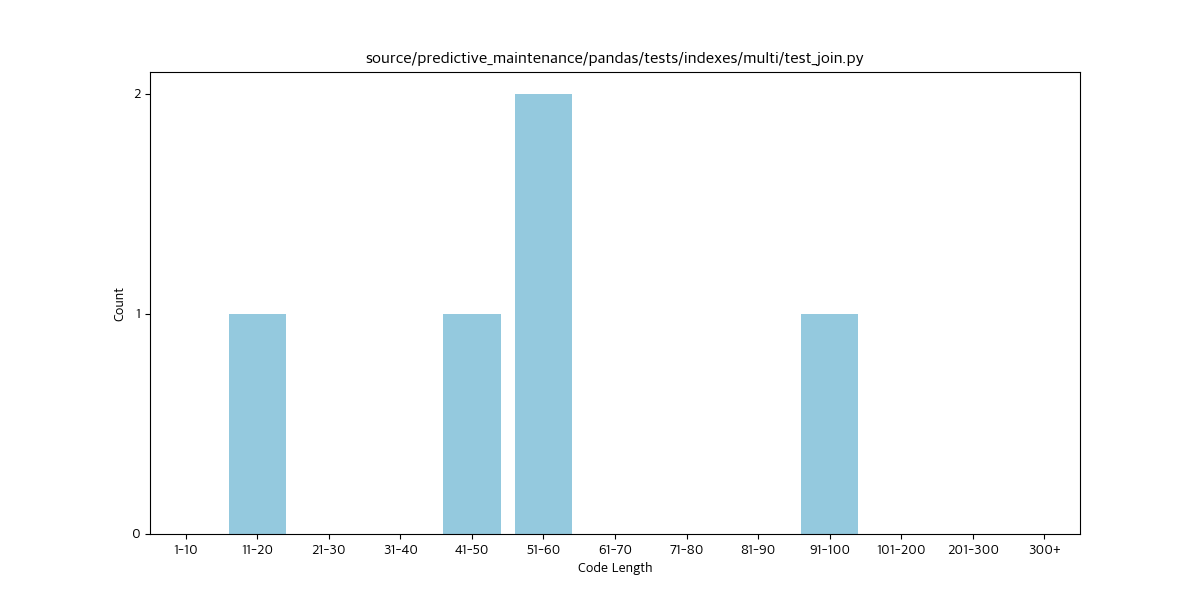 source/predictive_maintenance/pandas/tests/indexes/multi/test_join.py
2
1
0
Count
1-10 11-20 21-30 31-40 41-50 51-60 61-70 71-80 81-90 91-100 101-200 201-300 300+
Code Length